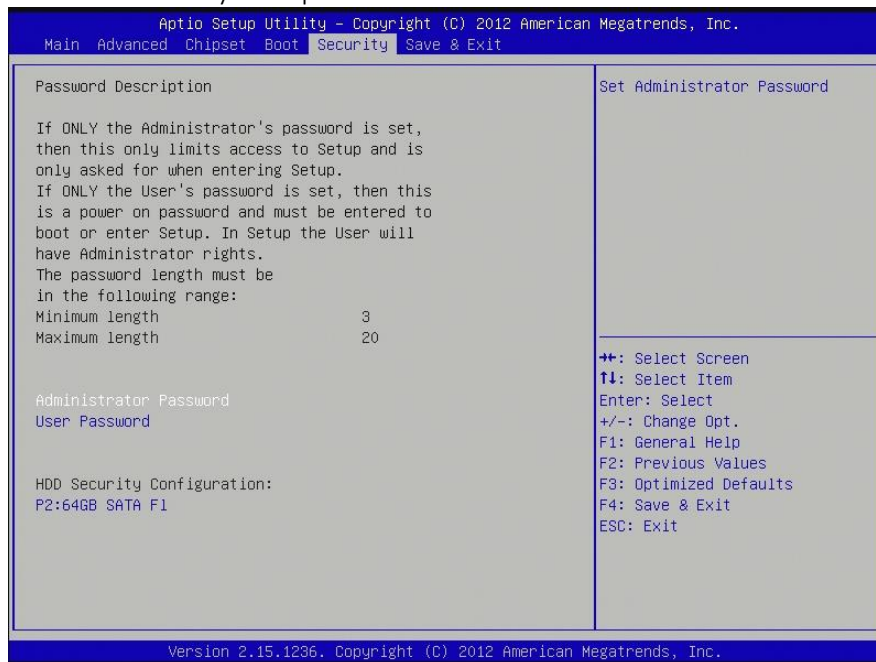 Aptio Setup Utility – Copyright (C) 2012 American Megatrends, Inc.
Main Advanced Chipset Boot Security Save & Exit
Password Description
If ONLY the Administrator's password is set,
then this only limits access to Setup and is
only asked for when entering Setup.
If ONLY the User's password is set, then this
is a power on password and must be entered to
boot or enter Setup. In Setup the User will
have Administrator rights.
The password length must be
in the following range:
Minimum length 3
Maximum length 20
Administrator Password
User Password
HDD Security Configuration:
P2:64GB SATA Fl
Set Administrator Password
→←: Select Screen
↑↓: Select Item
Enter: Select
+/-: Change Opt.
F1: General Help
F2: Previous Values
F3: Optimized Defaults
F4: Save & Exit
ESC: Exit
Version 2.15.1236. Copyright (C) 2012 American Megatrends, Inc.